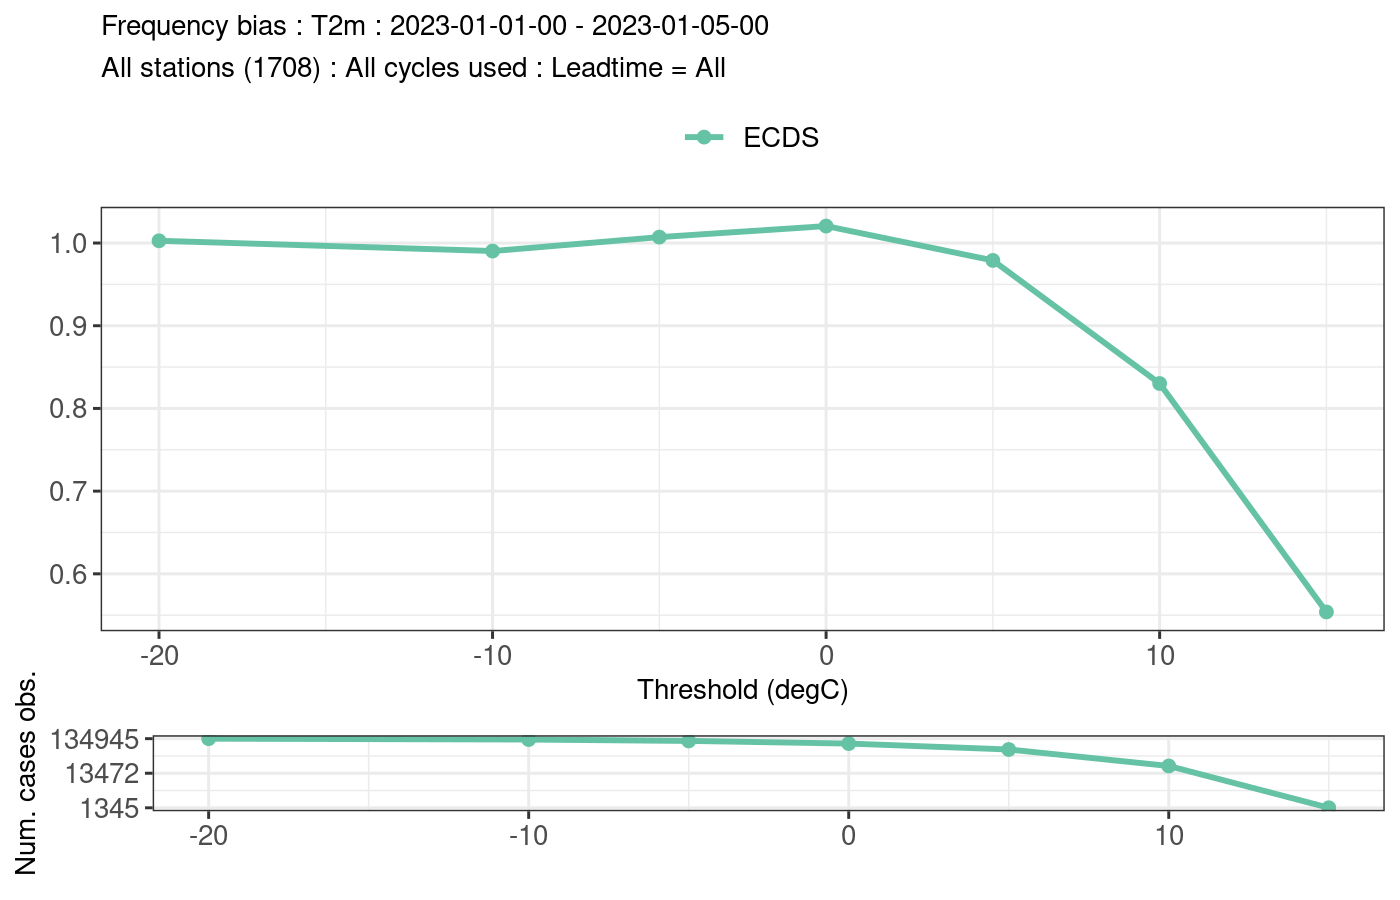 Frequency bias : T2m : 2023-01-01-00 - 2023-01-05-00
All stations (1708) : All cycles used : Leadtime = All
ECDS
1.0
0.9
0.8
0.7
0.6
-20 -10 0 10
Threshold (degC)
Num. cases obs.
134945
13472
1345
-20 -10 0 10